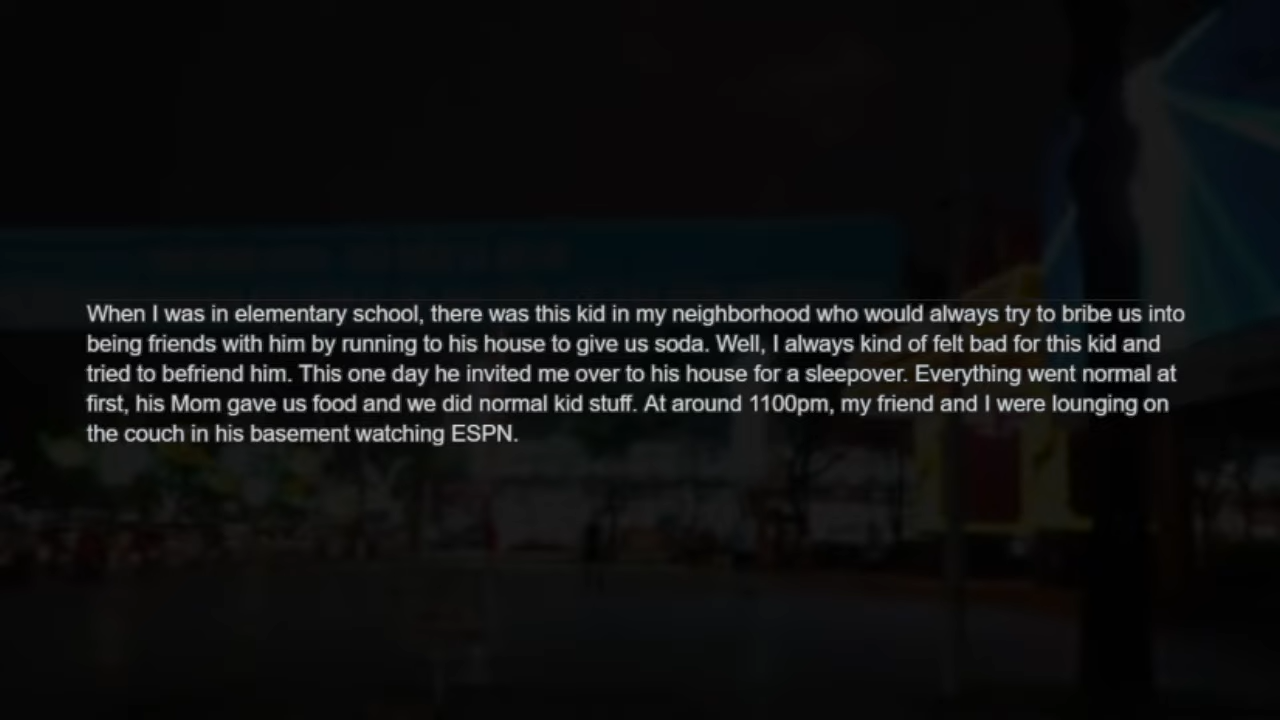 When I was in elementary school, there was this kid in my neighborhood who would always try to bribe us into
being friends with him by running to his house to give us soda. Well, I always kind of felt bad for this kid and
tried to befriend him. This one day he invited me over to his house for a sleepover. Everything went normal at
first, his Mom gave us food and we did normal kid stuff. At around 1100pm, my friend and I were lounging on
the couch in his basement watching ESPN.